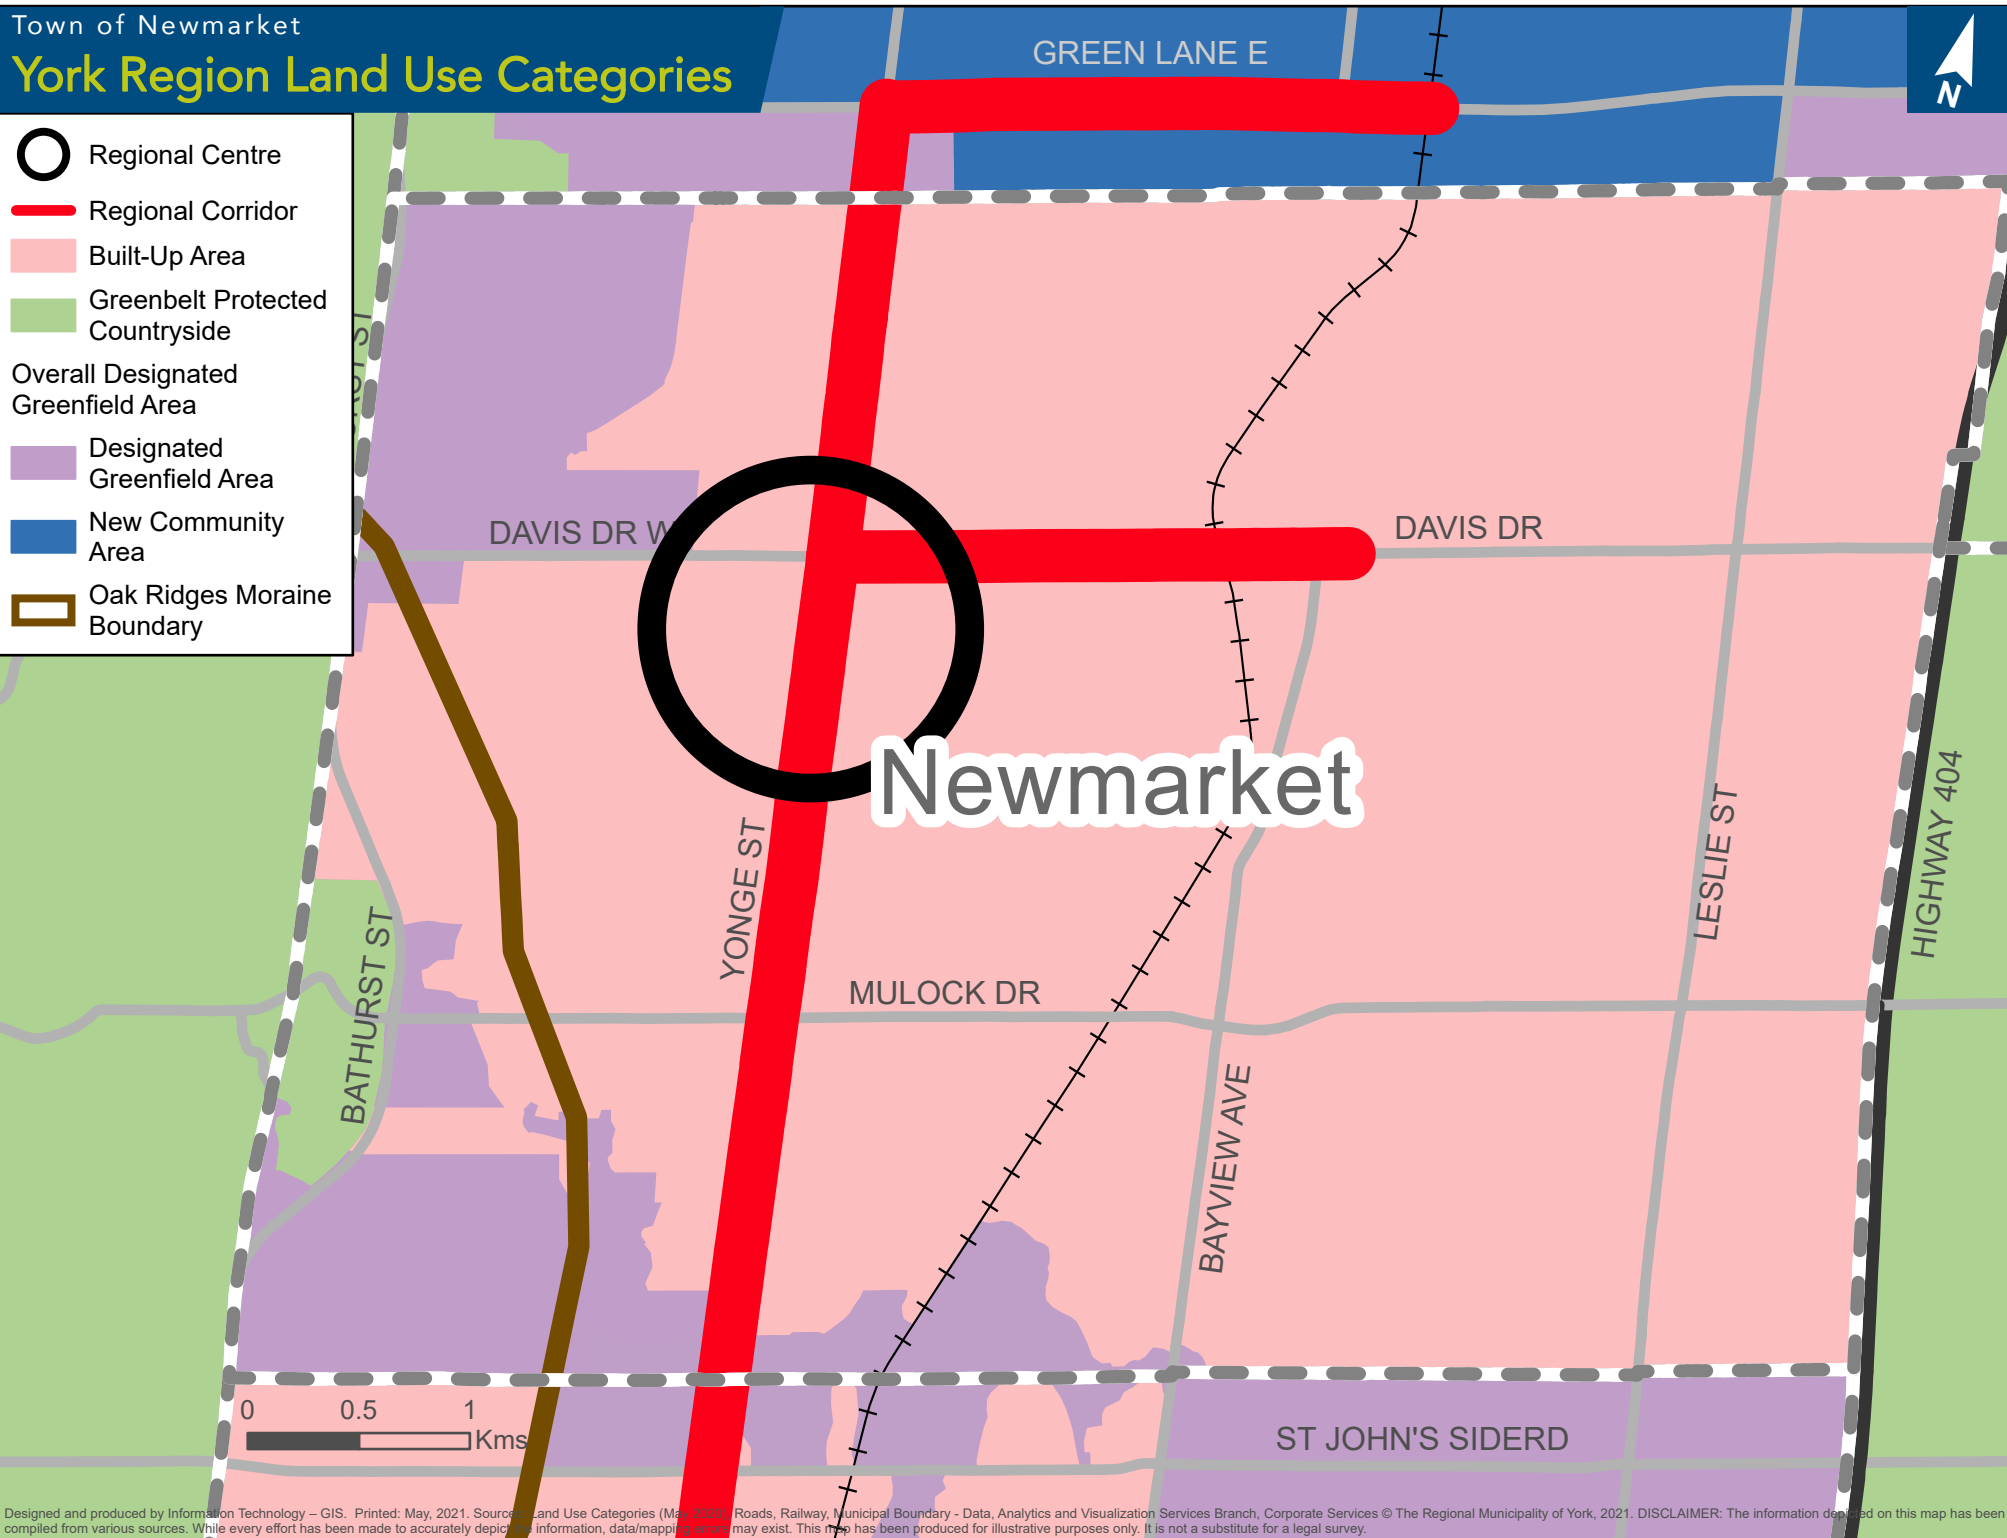 Town of Newmarket
York Region Land Use Categories
GREEN LANE E
N
Regional Centre
Regional Corridor
Built-Up Area
Greenbelt Protected
Countryside
Overall Designated
Greenfield Area
Designated
Greenfield Area
New Community
Area
Oak Ridges Moraine
Boundary
DAVIS DR W
DAVIS DR
Newmarket
YONGE ST
LESLIE ST
HIGHWAY 404
BATHURST ST
MULOCK DR
BAYVIEW AVE
0 0.5 1
Kms
ST JOHN'S SIDERD
Designed and produced by Information Technology – GIS. Printed: May, 2021. Source: Land Use Categories (May 2020), Roads, Railway, Municipal Boundary - Data, Analytics and Visualization Services Branch, Corporate Services © The Regional Municipality of York, 2021. DISCLAIMER: The information depicted on this map has been
compiled from various sources. While every effort has been made to accurately depict the information, data/mapping errors may exist. This map has been produced for illustrative purposes only. It is not a substitute for a legal survey.